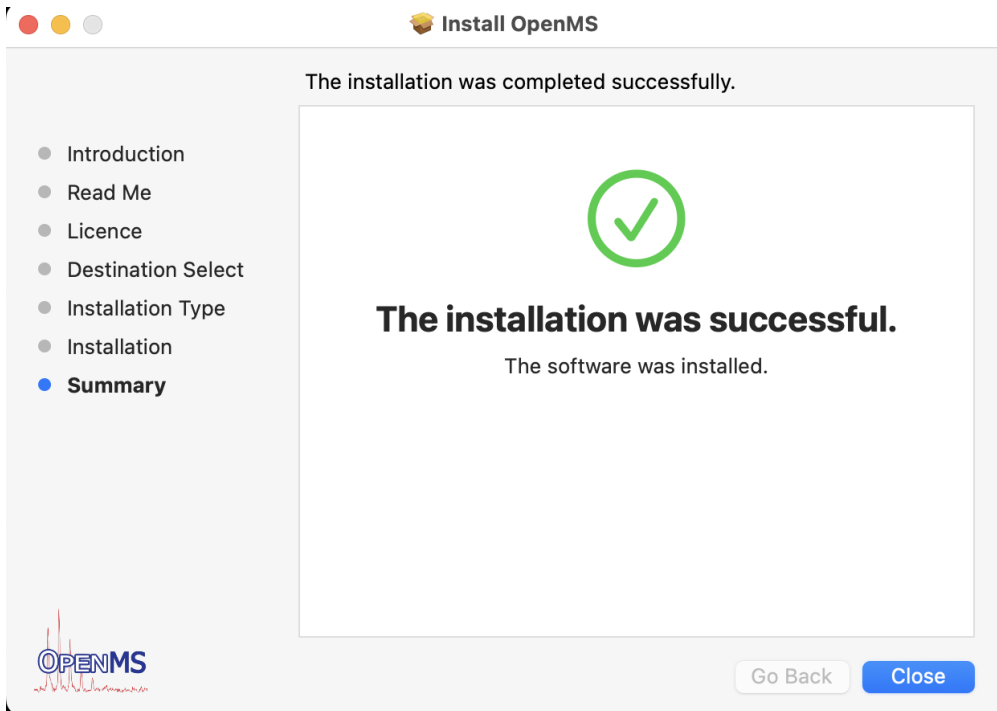 Install OpenMS
The installation was completed successfully.
Introduction
Read Me
Licence
Destination Select
Installation Type
Installation
Summary
The installation was successful.
The software was installed.
OPENMS
Go Back
Close